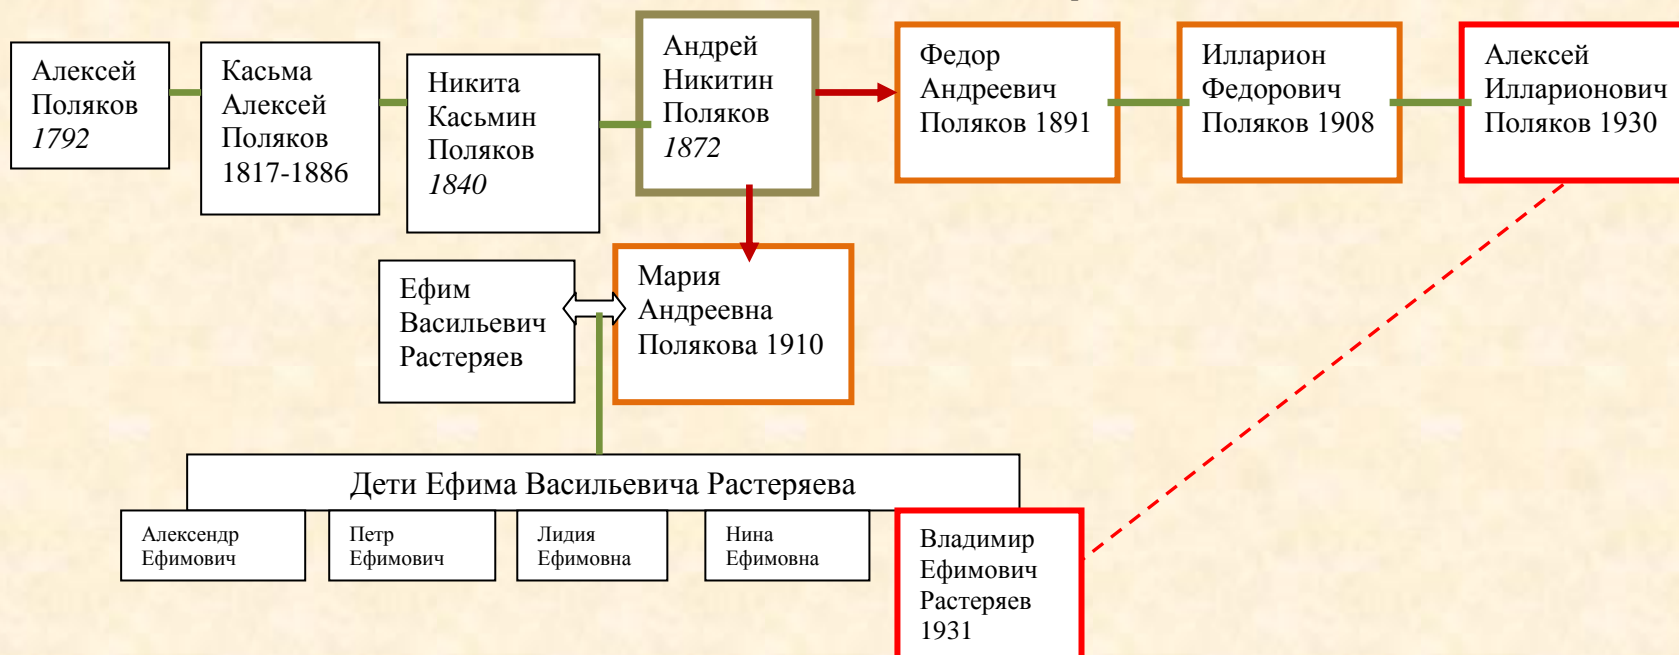 Алексей
Поляков
1792
Касьма
Алексей
Поляков
1817-1886
Никита
Касьмин
Поляков
1840
Андрей
Никитин
Поляков
1872
Федор
Андреевич
Поляков 1891
Илларион
Федорович
Поляков 1908
Алексей
Илларионович
Поляков 1930
Ефим
Васильевич
Растеряев
Мария
Андреевна
Полякова 1910
Дети Ефима Васильевича Растеряева
Алексендр
Ефимович
Петр
Ефимович
Лидия
Ефимовна
Нина
Ефимовна
Владимир
Ефимович
Растеряев
1931